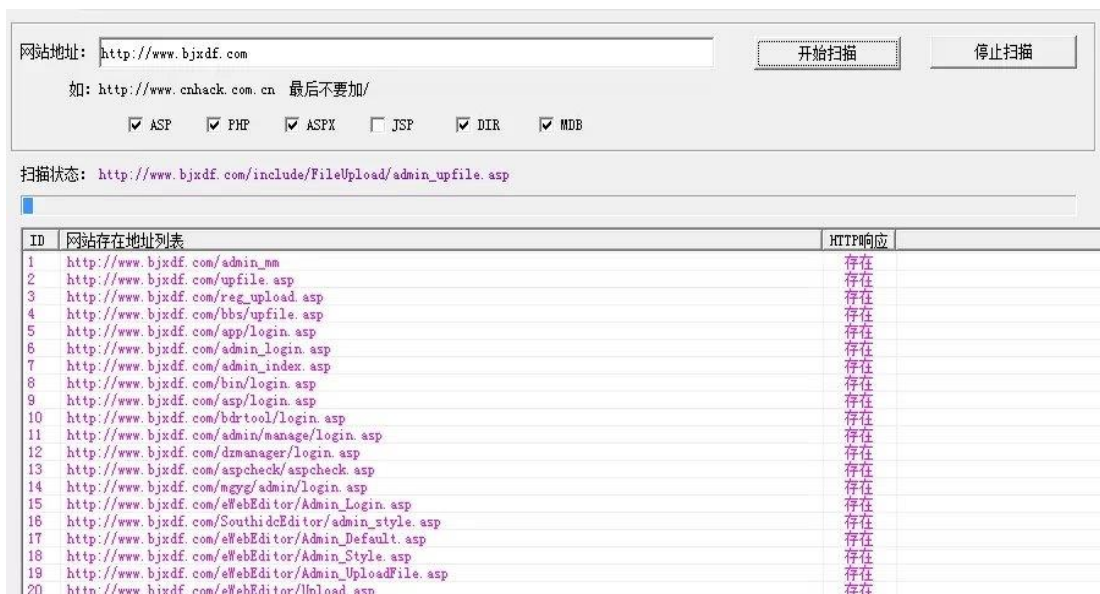 网站地址: http://www.bjxdf.com 开始扫描 停止扫描
如: http://www.cnhack.com.cn 最后不要加/
ASP PHP ASPX JSP DIR MDB
扫描状态: http://www.bjxdf.com/include/FileUpload/admin_upfile.asp
ID 网站存在地址列表 HTTP响应
1 http://www.bjxdf.com/admin_mm 存在
2 http://www.bjxdf.com/upfile.asp 存在
3 http://www.bjxdf.com/reg_upload.asp 存在
4 http://www.bjxdf.com/bbs/upfile.asp 存在
5 http://www.bjxdf.com/app/login.asp 存在
6 http://www.bjxdf.com/admin_login.asp 存在
7 http://www.bjxdf.com/admin_index.asp 存在
8 http://www.bjxdf.com/bin/login.asp 存在
9 http://www.bjxdf.com/asp/login.asp 存在
10 http://www.bjxdf.com/bdrtool/login.asp 存在
11 http://www.bjxdf.com/admin/manage/login.asp 存在
12 http://www.bjxdf.com/dzmanager/login.asp 存在
13 http://www.bjxdf.com/aspcheck/aspcheck.asp 存在
14 http://www.bjxdf.com/mgyg/admin/login.asp 存在
15 http://www.bjxdf.com/eWebEditor/Admin_Login.asp 存在
16 http://www.bjxdf.com/SouthidcEditor/admin_style.asp 存在
17 http://www.bjxdf.com/eWebEditor/Admin_Default.asp 存在
18 http://www.bjxdf.com/eWebEditor/Admin_Style.asp 存在
19 http://www.bjxdf.com/eWebEditor/Admin_UploadFile.asp 存在
20 http://www.bjxdf.com/eWebEditor/Upload.asp 存在